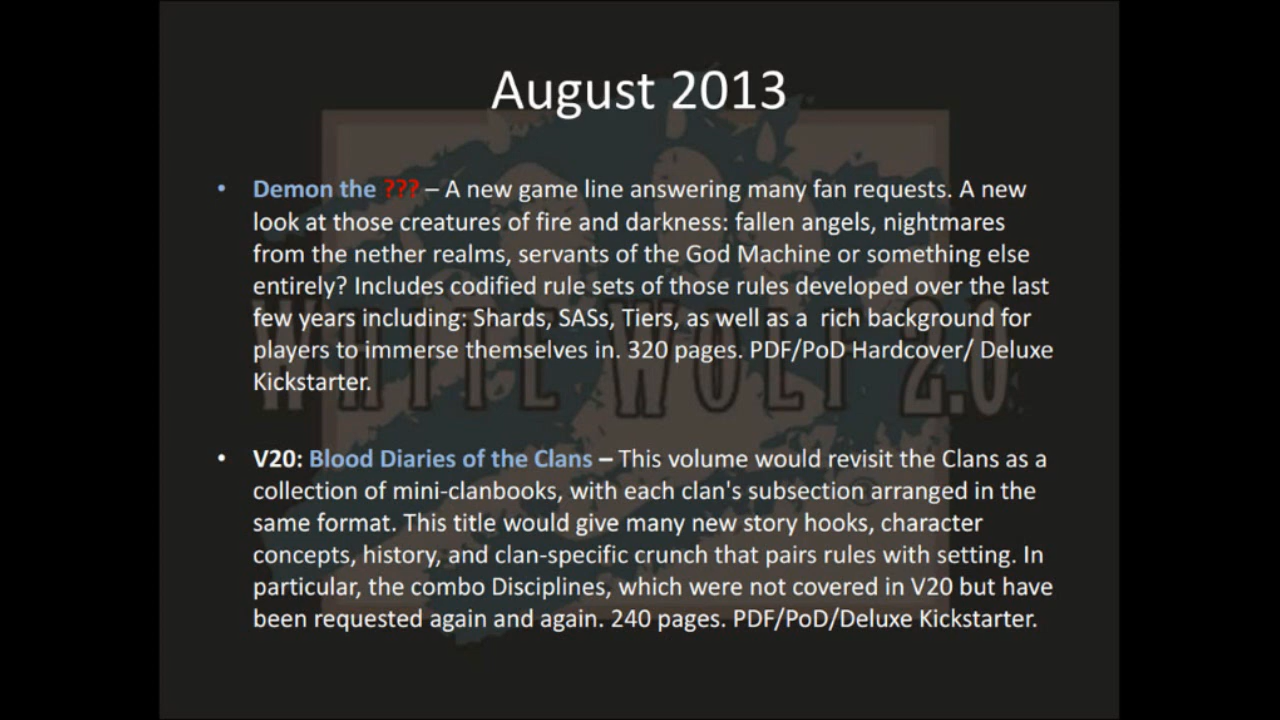 August 2013
• Demon the ??? – A new game line answering many fan requests. A new
look at those creatures of fire and darkness: fallen angels, nightmares
from the nether realms, servants of the God Machine or something else
entirely? Includes codified rule sets of those rules developed over the last
few years including: Shards, SASs, Tiers, as well as a  rich background for
players to immerse themselves in. 320 pages. PDF/PoD Hardcover/ Deluxe
Kickstarter.
WHITE WOLF 2.0
• V20: Blood Diaries of the Clans – This volume would revisit the Clans as a
collection of mini-clanbooks, with each clan's subsection arranged in the
same format. This title would give many new story hooks, character
concepts, history, and clan-specific crunch that pairs rules with setting. In
particular, the combo Disciplines, which were not covered in V20 but have
been requested again and again. 240 pages. PDF/PoD/Deluxe Kickstarter.